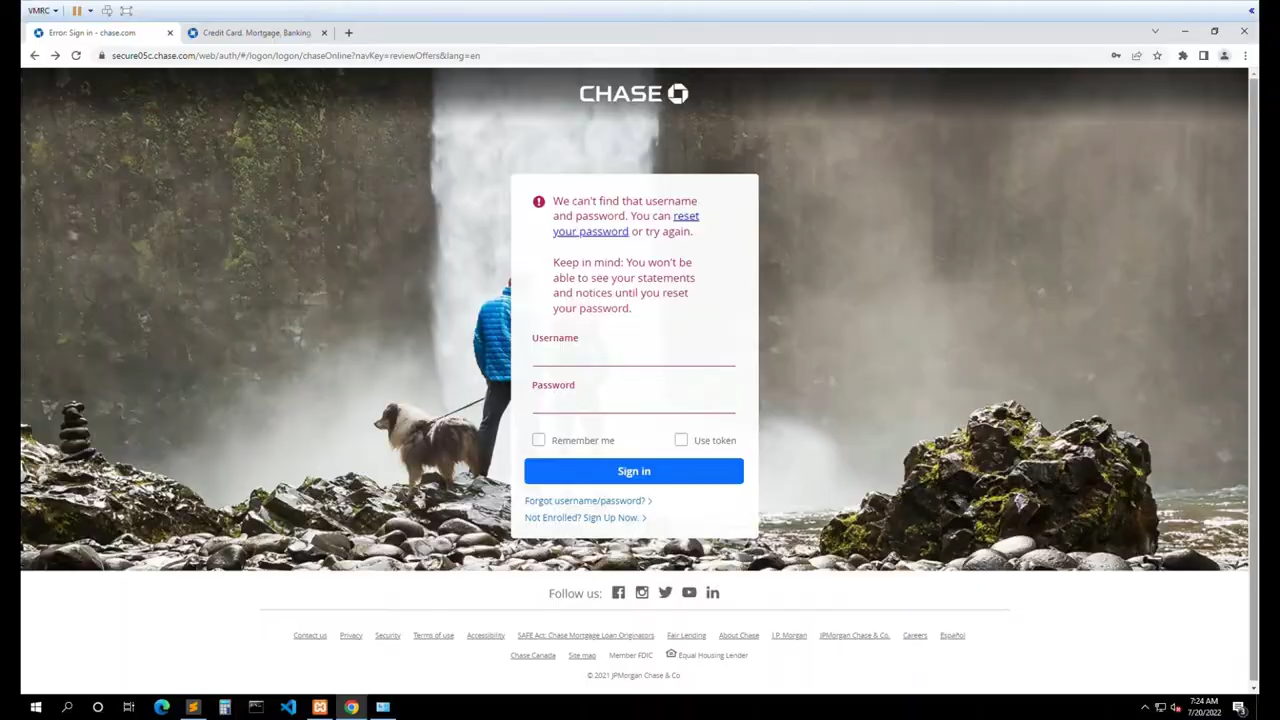 VMRC
Error: Sign in - chase.com
Credit Card, Mortgage, Banking,
secure05c.chase.com/web/auth/#/logon/logon/chaseOnline?navKey=reviewOffers&lang=en
CHASE
We can't find that username
and password. You can reset
your password or try again.
Keep in mind: You won't be
able to see your statements
and notices until you reset
your password.
Username
Password
Remember me
Use token
Sign in
Forgot username/password?
Not Enrolled? Sign Up Now.
Follow us:
Contact us Privacy Security Terms of use Accessibility SAFE Act: Chase Mortgage Loan Originators Fair Lending About Chase J.P. Morgan JPMorgan Chase & Co. Careers Español
Chase Canada Site map Member FDIC Equal Housing Lender
© 2021 JPMorgan Chase & Co
7:24 AM
7/20/2022